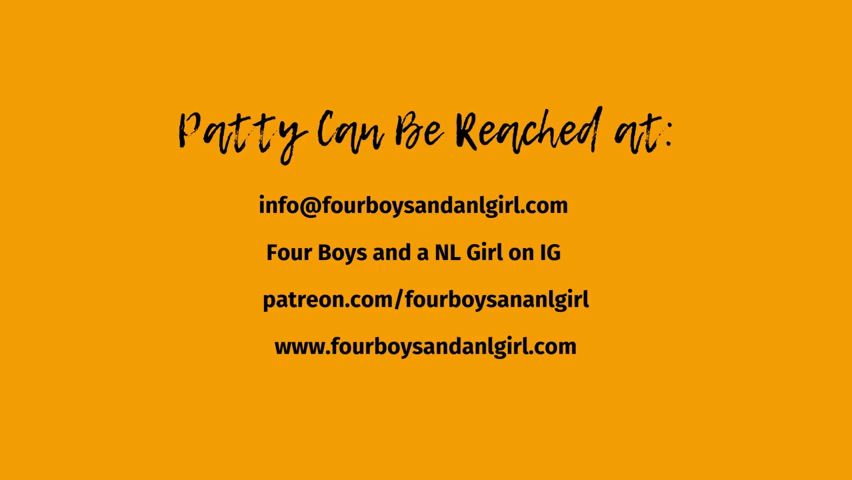 Patty Can Be Reached at:
info@fourboysandanlgirl.com
Four Boys and a NL Girl on IG
patreon.com/fourboysananlgirl
www.fourboysandanlgirl.com